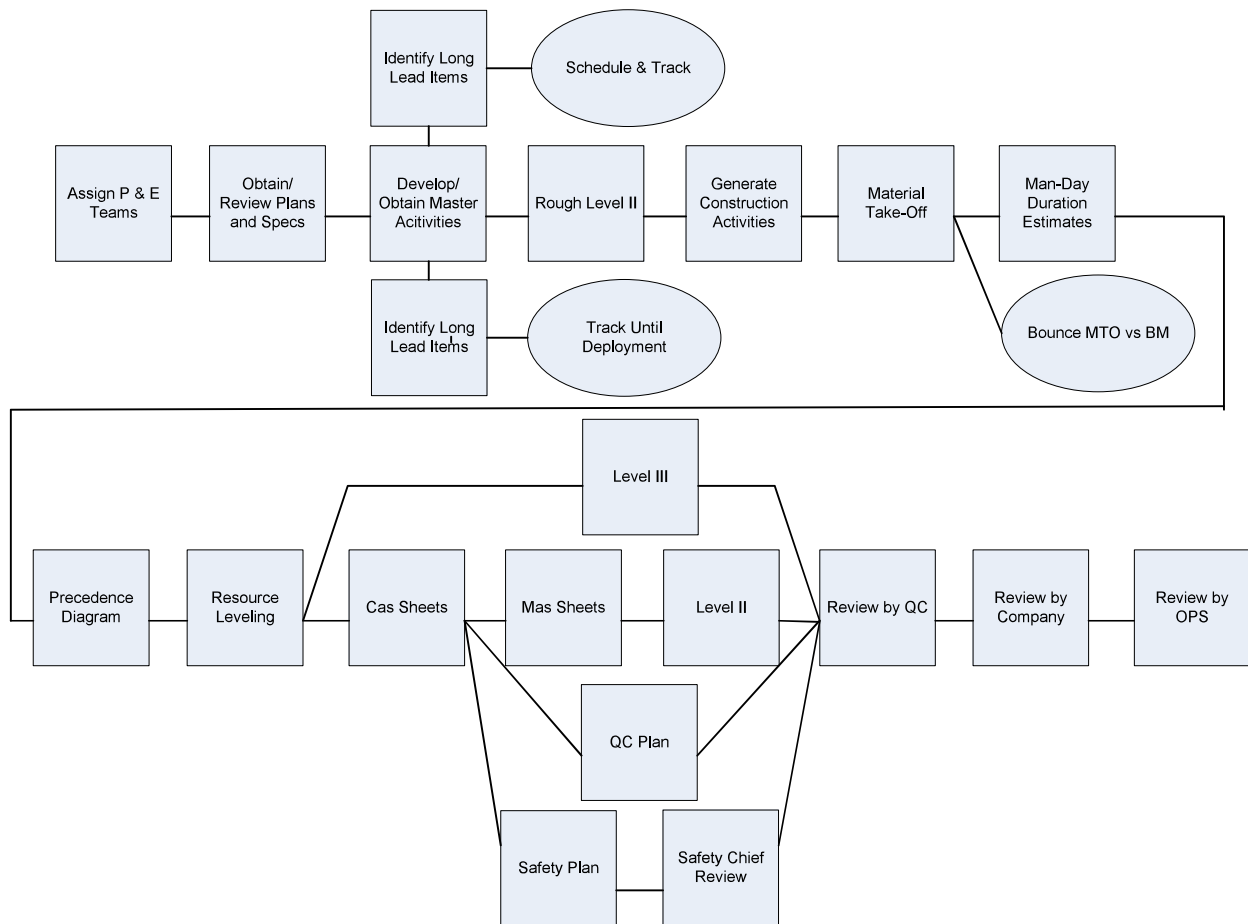 Identify Long
Lead Items
Schedule & Track
Assign P & E
Teams
Obtain/
Review Plans
and Specs
Develop/
Obtain Master
Acitivities
Rough Level II
Generate
Construction
Activities
Material
Take-Off
Man-Day
Duration
Estimates
Identify Long
Lead Items
Track Until
Deployment
Bounce MTO vs BM
Level III
Precedence
Diagram
Resource
Leveling
Cas Sheets
Mas Sheets
Level II
Review by QC
Review by
Company
Review by
OPS
QC Plan
Safety Plan
Safety Chief
Review